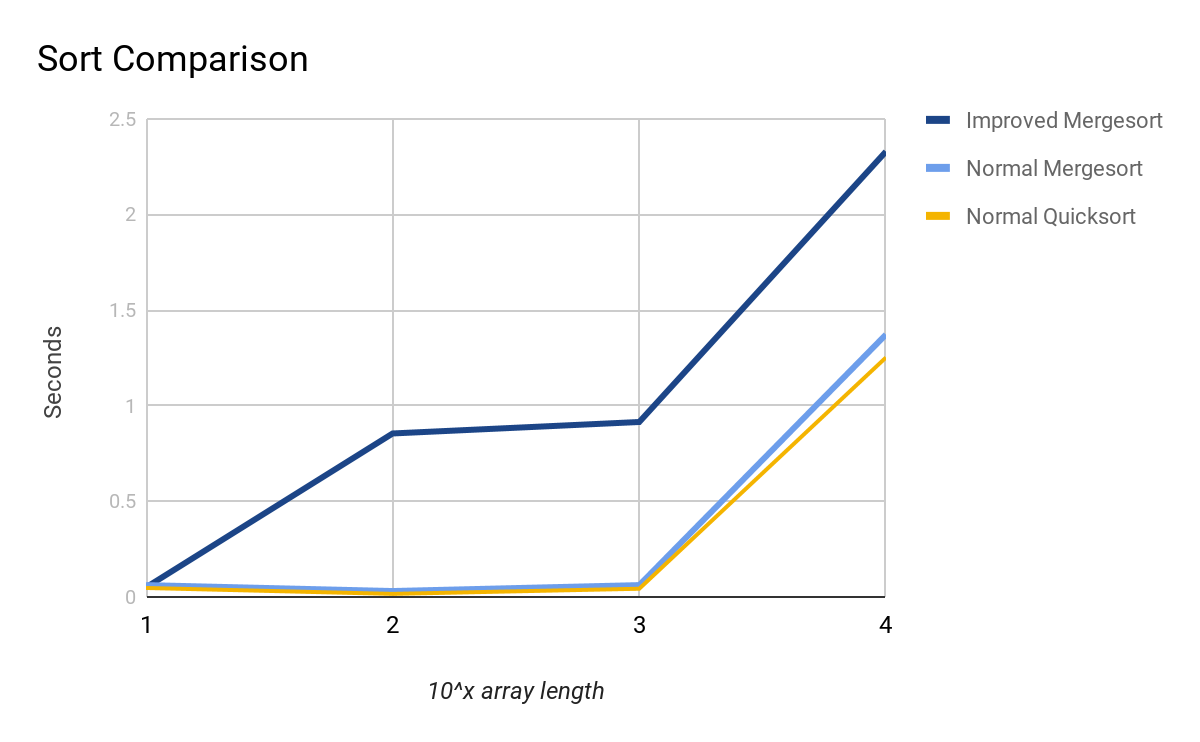 Sort Comparison
Improved Mergesort
Normal Mergesort
Normal Quicksort
Seconds
2.5
2
1.5
1
0.5
0
1 2 3 4
10^x array length